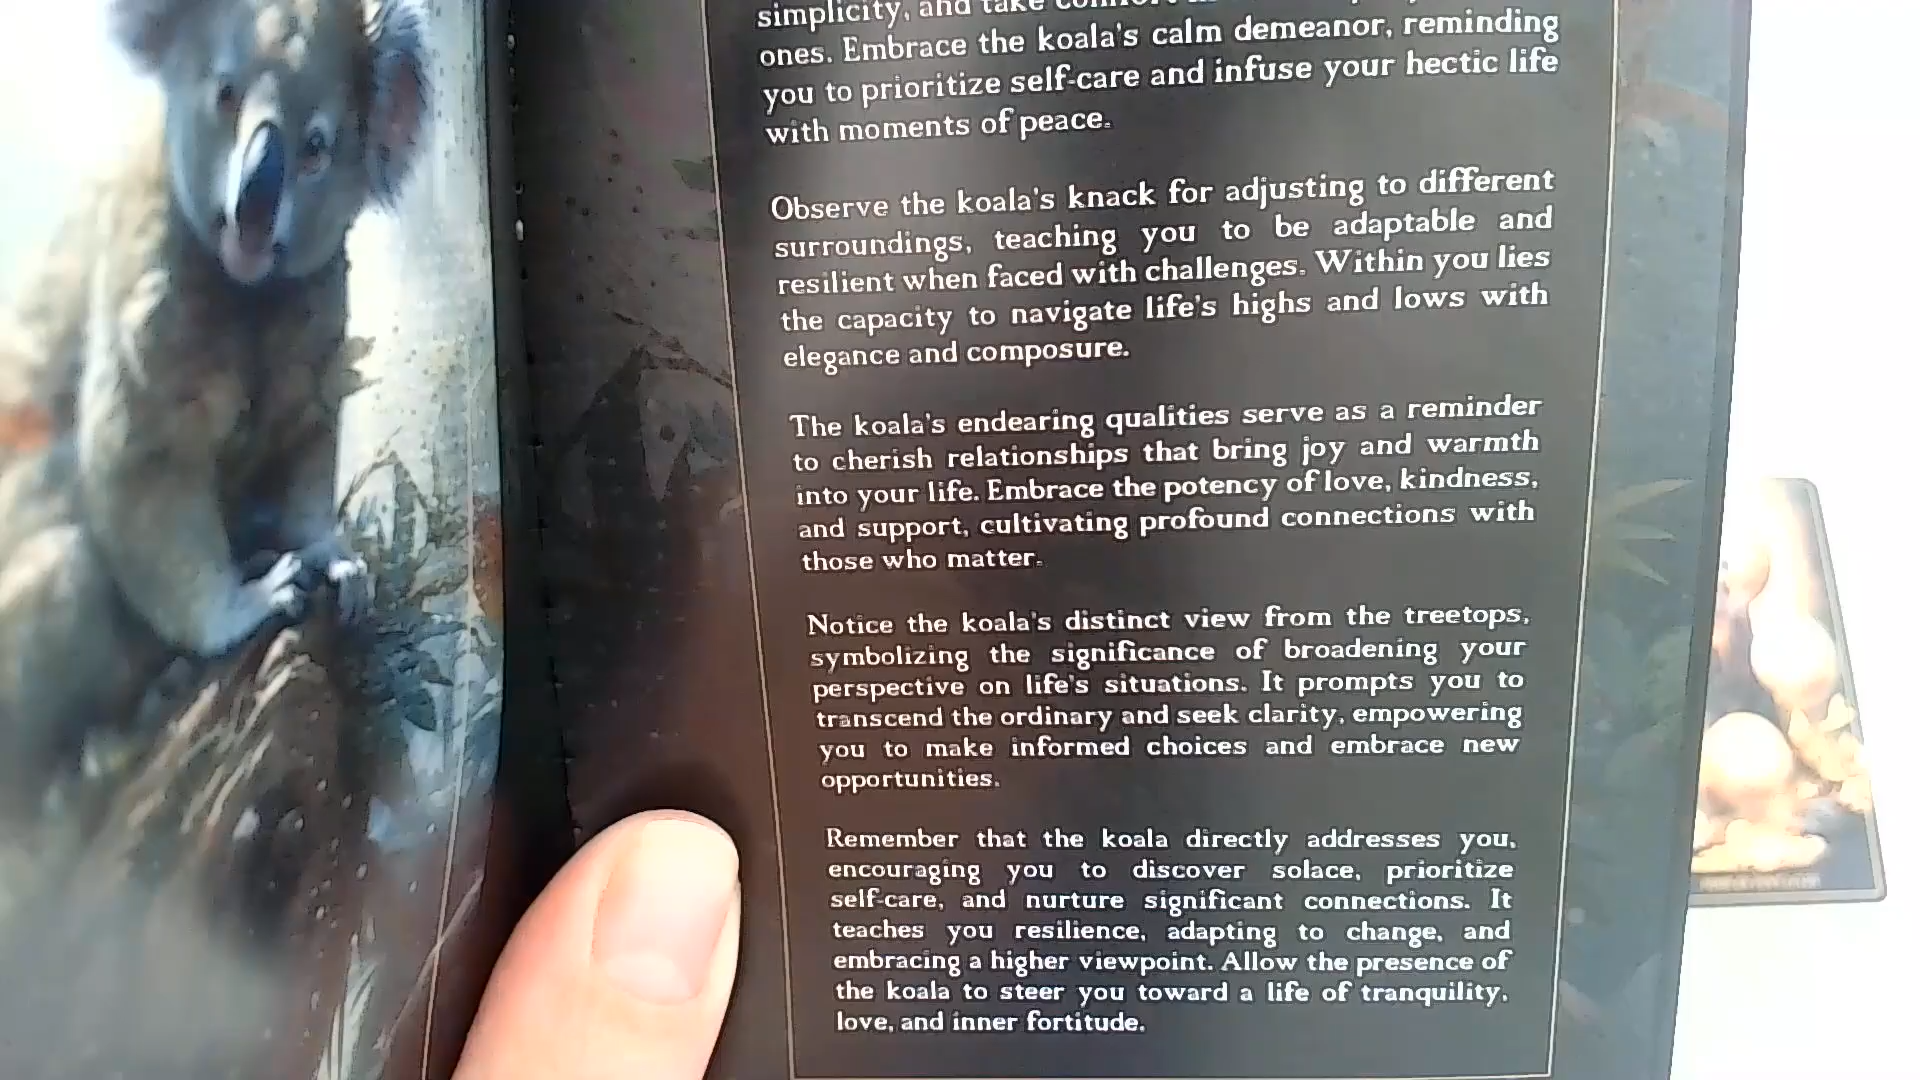 simplicity, and take
ones. Embrace the koala's calm demeanor, reminding
you to prioritize self-care and infuse your hectic life
with moments of peace.
Observe the koala's knack for adjusting to different
surroundings, teaching you to be adaptable and
resilient when faced with challenges. Within you lies
the capacity to navigate life's highs and lows with
elegance and composure.
The koala's endearing qualities serve as a reminder
to cherish relationships that bring joy and warmth
into your life. Embrace the potency of love, kindness,
and support, cultivating profound connections with
those who matter.
Notice the koala's distinct view from the treetops,
symbolizing the significance of broadening your
perspective on life's situations. It prompts you to
transcend the ordinary and seek clarity, empowering
you to make informed choices and embrace new
opportunities.
Remember that the koala directly addresses you,
encouraging you to discover solace, prioritize
self-care, and nurture significant connections. It
teaches you resilience, adapting to change, and
embracing a higher viewpoint. Allow the presence of
the koala to steer you toward a life of tranquility,
love, and inner fortitude.